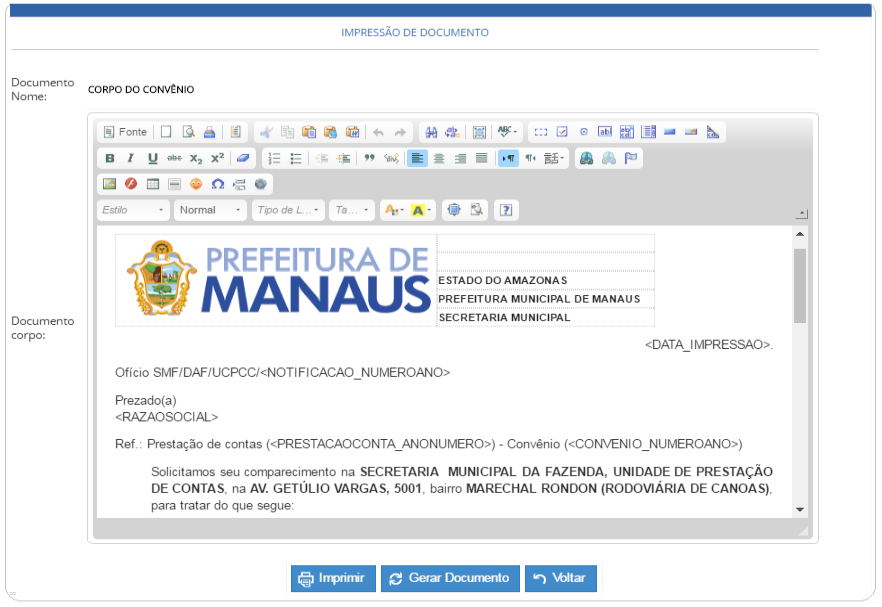 IMPRESSÃO DE DOCUMENTO
Documento
Nome:
CORPO DO CONVÊNIO
Fonte
ABC
B I U abc X₂ X²
Estilo Normal Tipo de L... Ta... A A ?
PREFEITURA DE
MANAUS
ESTADO DO AMAZONAS
PREFEITURA MUNICIPAL DE MANAUS
SECRETARIA MUNICIPAL
Documento
corpo:
<DATA_IMPRESSAO>.
Ofício SMF/DAF/UCPCC/<NOTIFICACAO_NUMEROANO>
Prezado(a)
<RAZAOSOCIAL>
Ref.: Prestação de contas (<PRESTACAOCONTA_ANONUMERO>) - Convênio (<CONVENIO_NUMEROANO>)
Solicitamos seu comparecimento na SECRETARIA MUNICIPAL DA FAZENDA, UNIDADE DE PRESTAÇÃO
DE CONTAS, na AV. GETÚLIO VARGAS, 5001, bairro MARECHAL RONDON (RODOVIÁRIA DE CANOAS),
para tratar do que segue:
Imprimir Gerar Documento Voltar